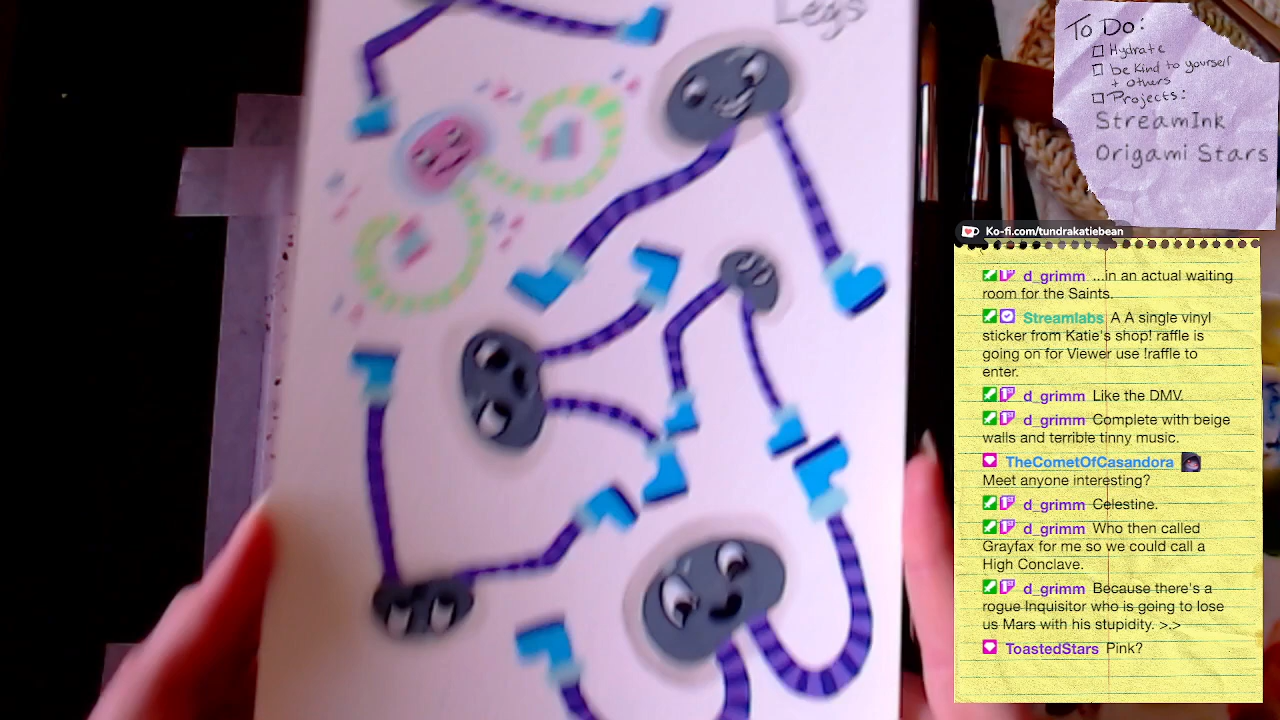 Legs
To Do:
Hydrate
be Kind to yourself
+ others
Projects:
StreamInk
Origami Stars
Ko-fi.com/tundrakatiebean
d_grimm ...in an actual waiting
room for the Saints.
Streamlabs A A single vinyl
sticker from Katie's shop! raffle is
going on for Viewer use !raffle to
enter.
d_grimm Like the DMV.
d_grimm Complete with beige
walls and terrible tinny music.
TheCometOfCasandora
Meet anyone interesting?
d_grimm Celestine.
d_grimm Who then called
Grayfax for me so we could call a
High Conclave.
d_grimm Because there's a
rogue Inquisitor who is going to lose
us Mars with his stupidity. >.>
ToastedStars Pink?